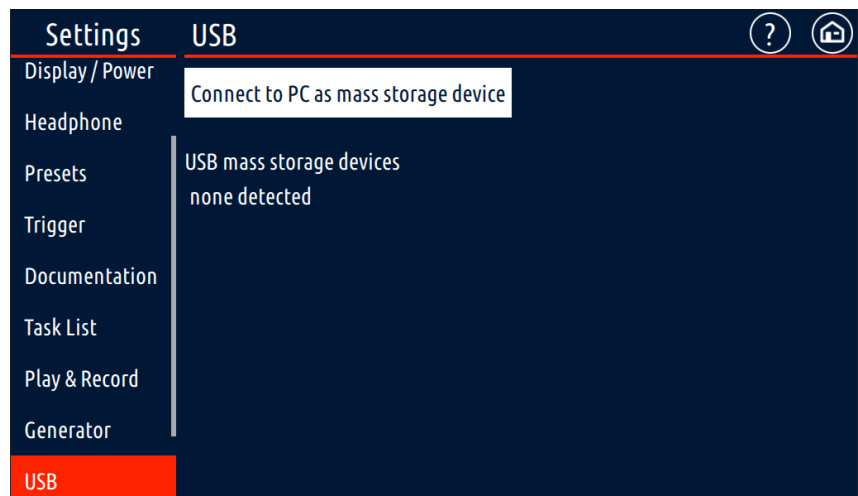 Settings
USB
?
Display / Power
Headphone
Presets
Trigger
Documentation
Task List
Play & Record
Generator
USB
Connect to PC as mass storage device
USB mass storage devices
none detected